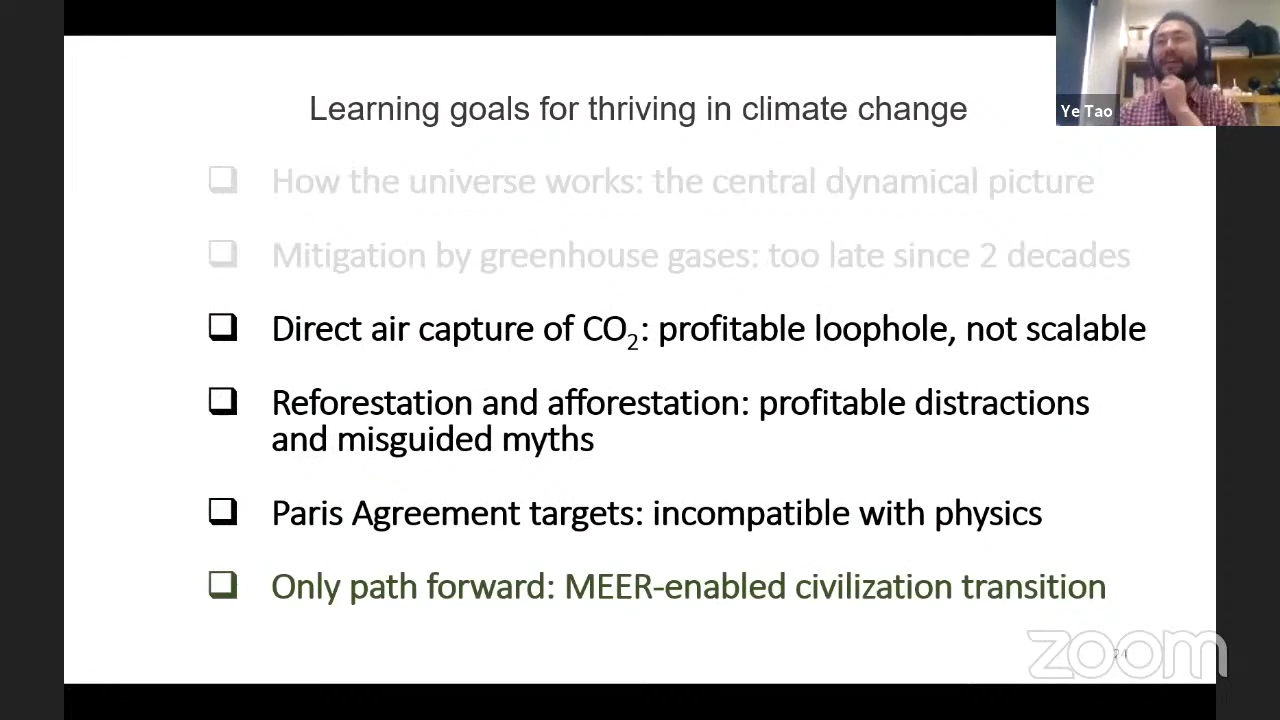 Learning goals for thriving in climate change
Ye Tao
How the universe works: the central dynamical picture
Mitigation by greenhouse gases: too late since 2 decades
Direct air capture of CO₂: profitable loophole, not scalable
Reforestation and afforestation: profitable distractions
and misguided myths
Paris Agreement targets: incompatible with physics
Only path forward: MEER-enabled civilization transition
zoom